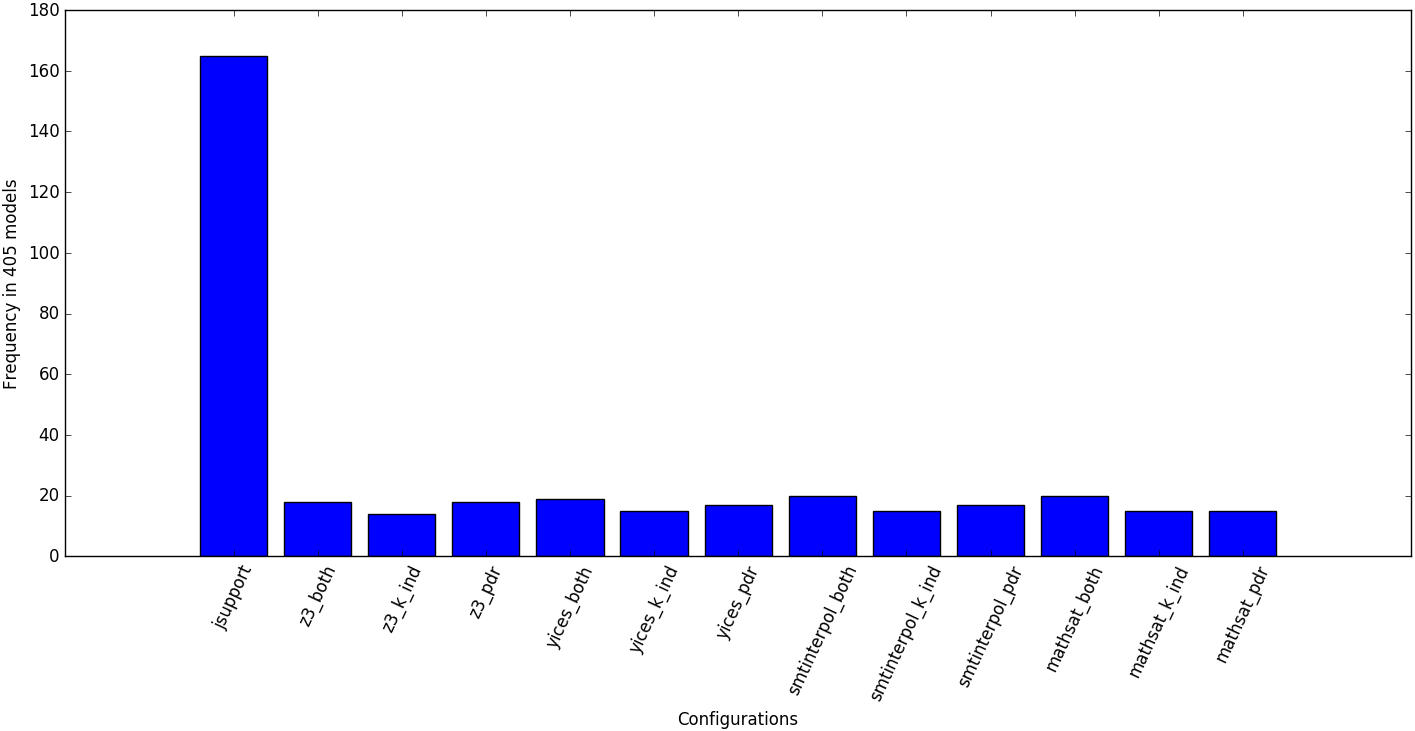 180
160
140
120
100
80
60
40
20
0
Frequency in 405 models
jsupport
z3_both
z3_k_ind
z3_pdr
yices_both
yices_k_ind
yices_pdr
smtinterpol_both
smtinterpol_k_ind
smtinterpol_pdr
mathsat_both
mathsat_k_ind
mathsat_pdr
Configurations